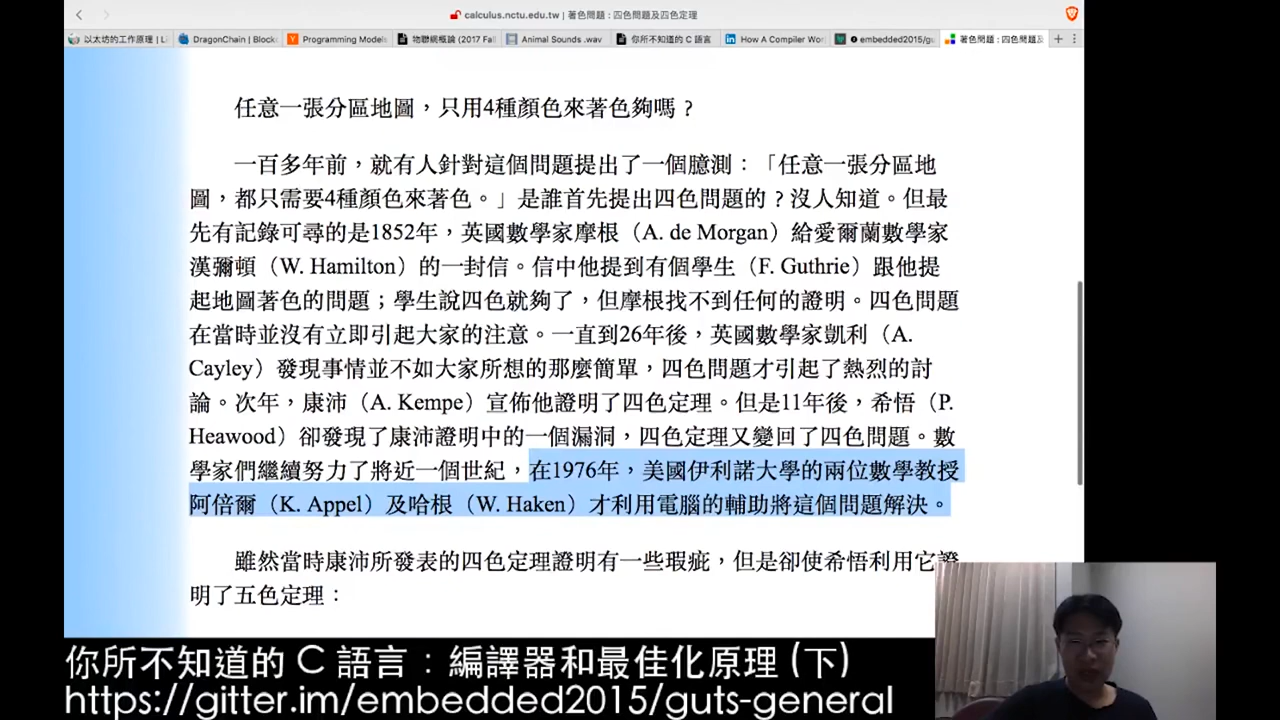 calculus.nctu.edu.tw | 著色問題 : 四色問題及四色定理
以太坊的工作原理 | Li
DragonChain | Block
Programming Models
物聯網概論 (2017 Fal
Animal Sounds .wav
你所不知道的 C 語言
How A Compiler Wor
embedded2015/gu
著色問題 : 四色問題及
任意一張分區地圖，只用4種顏色來著色夠嗎？
一百多年前，就有人針對這個問題提出了一個臆測：「任意一張分區地
圖，都只需要4種顏色來著色。」是誰首先提出四色問題的？沒人知道。但最
先有記錄可尋的是1852年，英國數學家摩根（A. de Morgan）給愛爾蘭數學家
漢彌頓（W. Hamilton）的一封信。信中他提到有個學生（F. Guthrie）跟他提
起地圖著色的問題；學生說四色就夠了，但摩根找不到任何的證明。四色問題
在當時並沒有立即引起大家的注意。一直到26年後，英國數學家凱利（A.
Cayley）發現事情並不如大家所想的那麼簡單，四色問題才引起了熱烈的討
論。次年，康沛（A. Kempe）宣佈他證明了四色定理。但是11年後，希悟（P.
Heawood）卻發現了康沛證明中的一個漏洞，四色定理又變回了四色問題。數
學家們繼續努力了將近一個世紀，在1976年，美國伊利諾大學的兩位數學教授
阿倍爾（K. Appel）及哈根（W. Haken）才利用電腦的輔助將這個問題解決。
雖然當時康沛所發表的四色定理證明有一些瑕疵，但是卻使希悟利用它證
明了五色定理：
你所不知道的 C 語言：編譯器和最佳化原理 (下)
https://gitter.im/embedded2015/guts-general